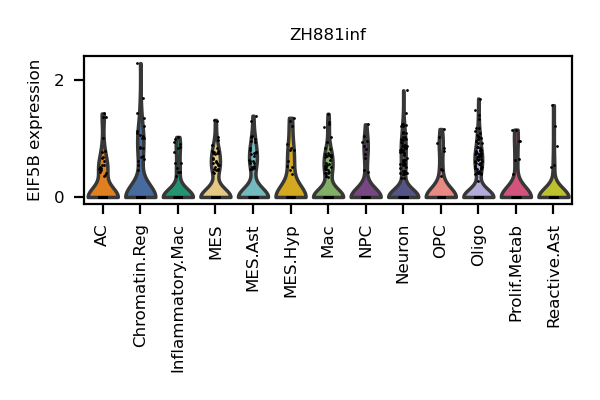 ZH881inf
EIF5B expression
2
0
AC
Chromatin.Reg
Inflammatory.Mac
MES
MES.Ast
MES.Hyp
Mac
NPC
Neuron
OPC
Oligo
Prolif.Metab
Reactive.Ast